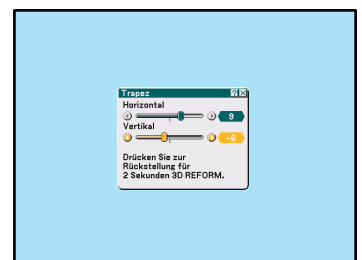 Trapez
Horizontal
9
Vertikal
-6
Drücken Sie zur
Rückstellung für
2 Sekunden 3D REFORM.